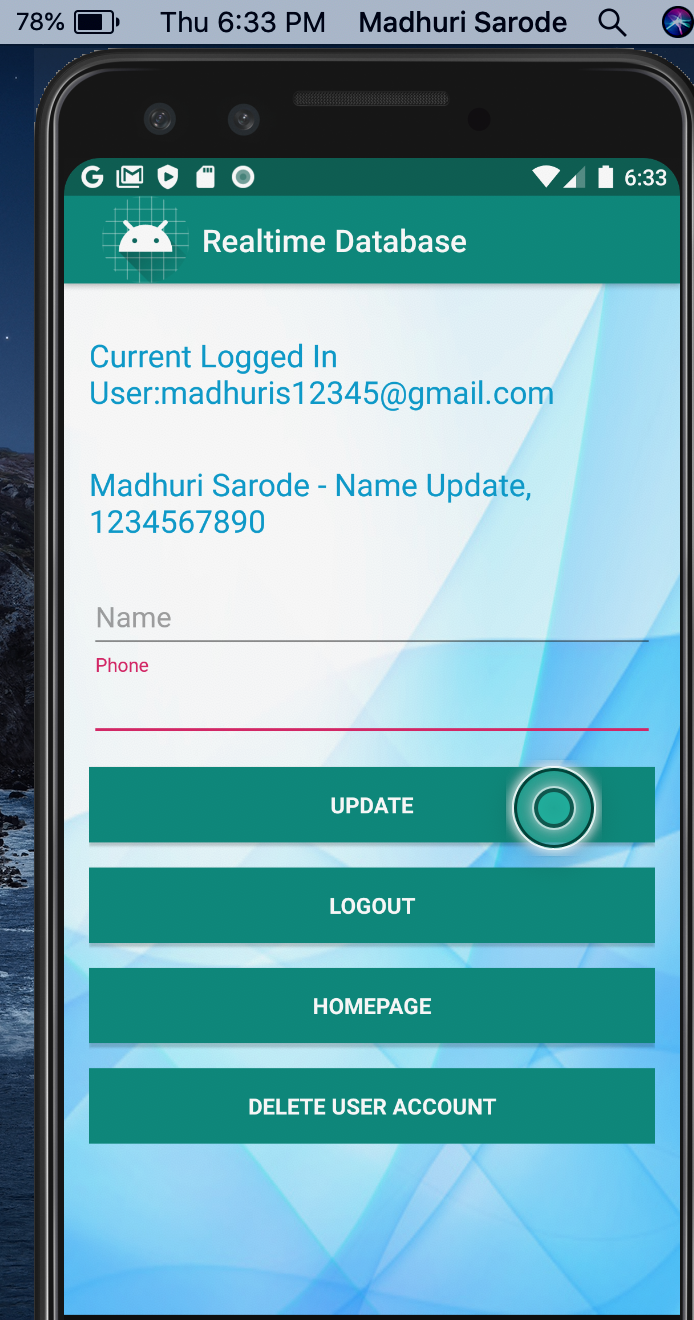 78% Thu 6:33 PM Madhuri Sarode
6:33
Realtime Database
Current Logged In
User:madhuris12345@gmail.com
Madhuri Sarode - Name Update,
1234567890
Name
Phone
UPDATE
LOGOUT
HOMEPAGE
DELETE USER ACCOUNT